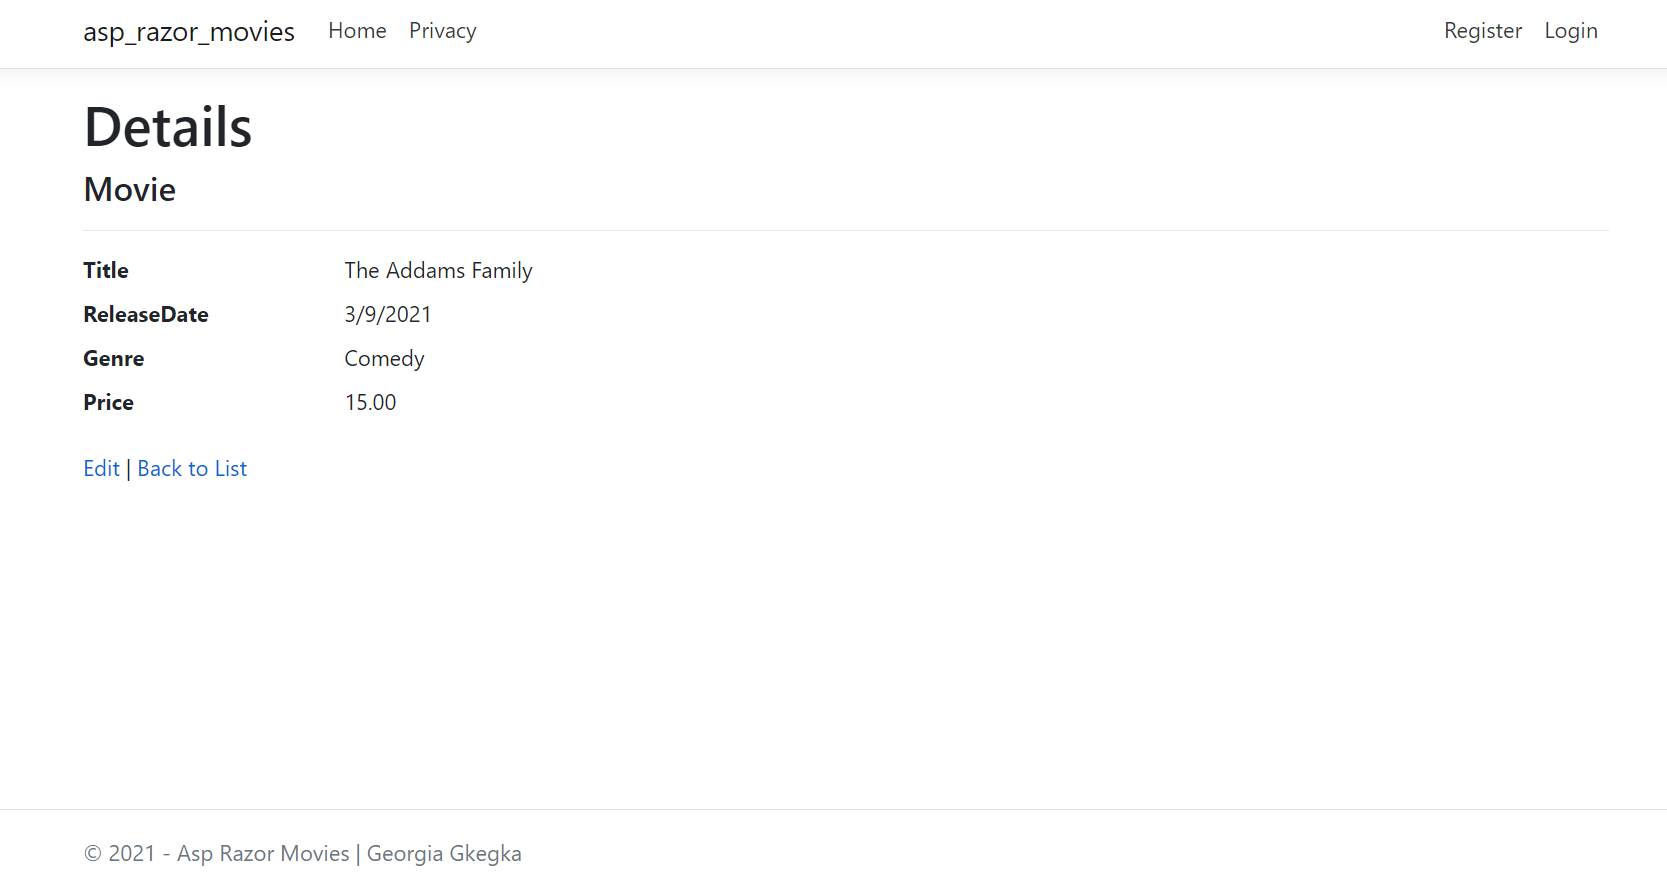 asp_razor_movies Home Privacy Register Login
Details
Movie
Title The Addams Family
ReleaseDate 3/9/2021
Genre Comedy
Price 15.00
Edit | Back to List
© 2021 - Asp Razor Movies | Georgia Gkegka